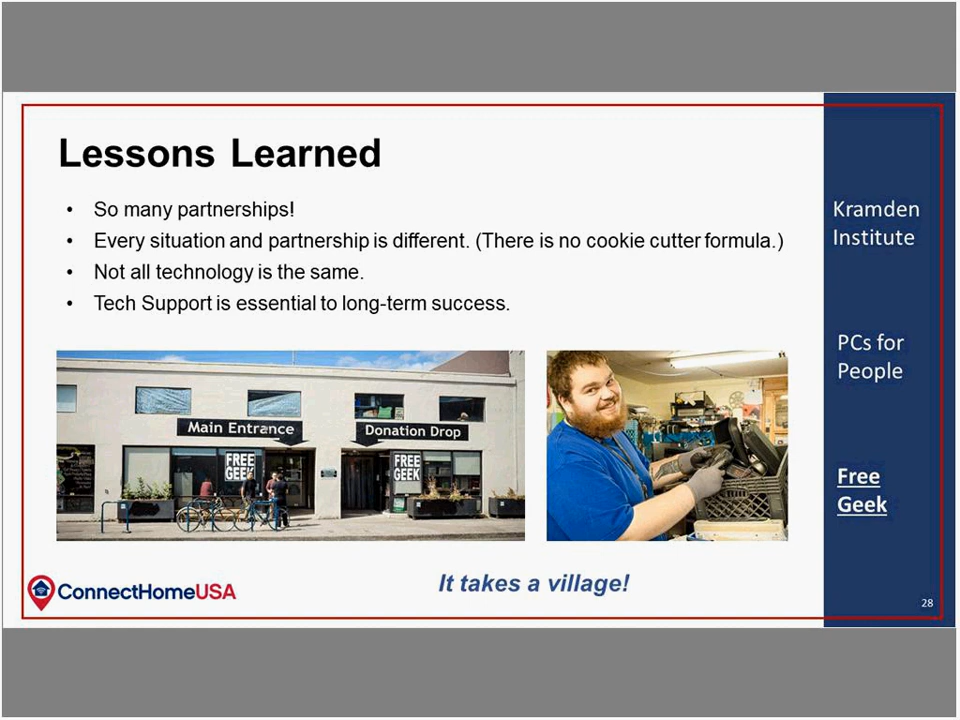 Lessons Learned
• So many partnerships!
• Every situation and partnership is different. (There is no cookie cutter formula.)
• Not all technology is the same.
• Tech Support is essential to long-term success.
Main Entrance
Donation Drop
FREE
GEEK
FREE
GEEK
ConnectHomeUSA
It takes a village!
Kramden
Institute
PCs for
People
Free
Geek
28